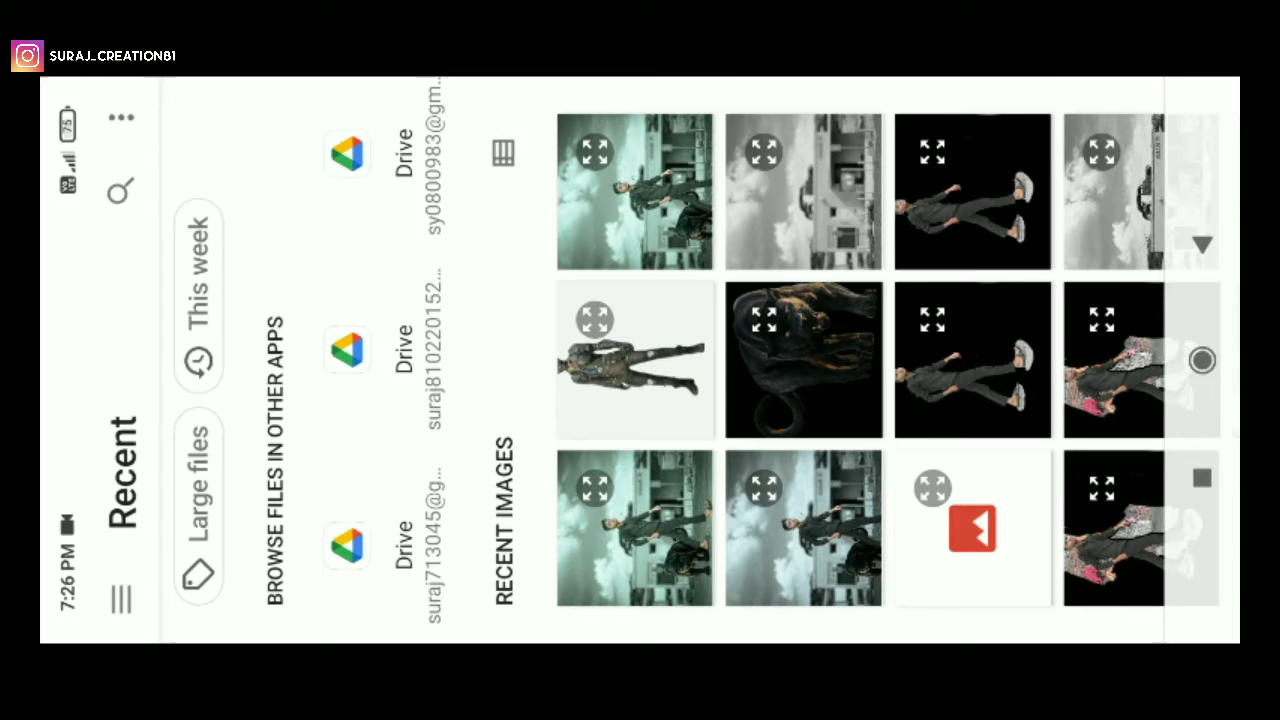 SURAJ_CREATION81
7:26 PM
75
Recent
Large files
This week
BROWSE FILES IN OTHER APPS
Drive
suraj713045@g...
Drive
suraj810220152...
Drive
sy0800983@gm...
RECENT IMAGES